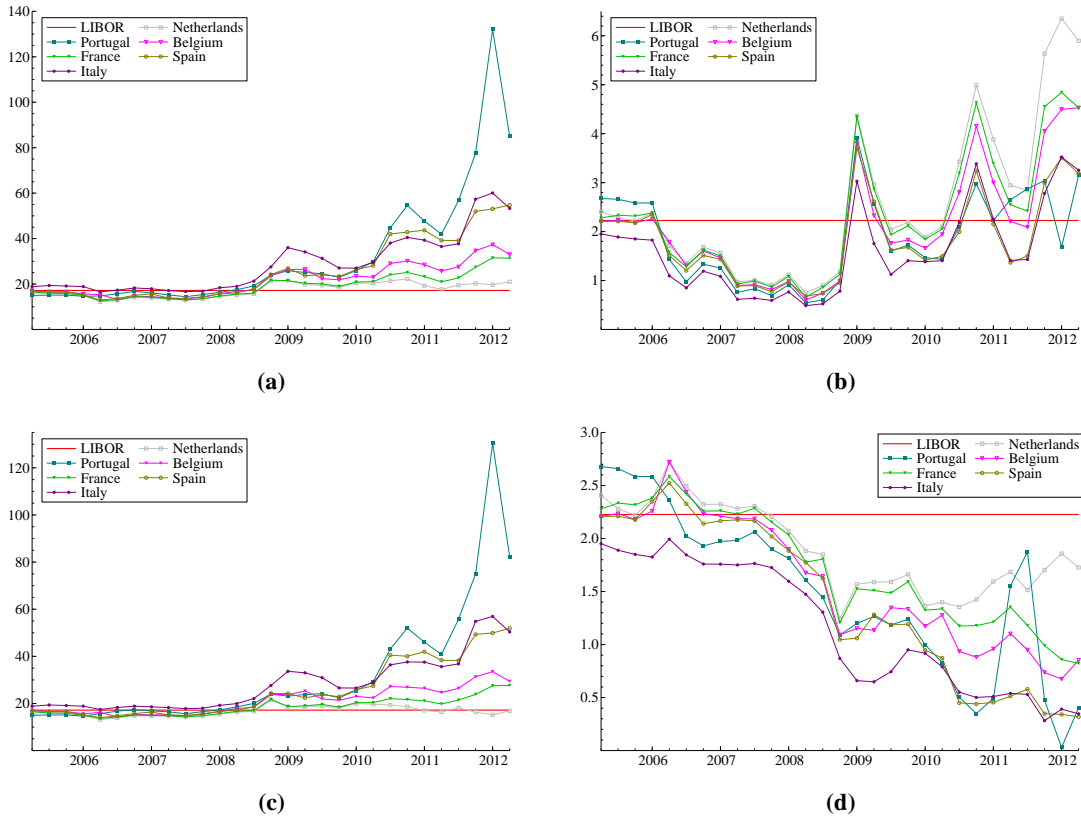 140
120
100
80
60
40
20
LIBOR
Portugal
France
Italy
Netherlands
Belgium
Spain
2006 2007 2008 2009 2010 2011 2012
(a)
6
5
4
3
2
1
LIBOR
Portugal
France
Italy
Netherlands
Belgium
Spain
2006 2007 2008 2009 2010 2011 2012
(b)
120
100
80
60
40
20
LIBOR
Portugal
France
Italy
Netherlands
Belgium
Spain
2006 2007 2008 2009 2010 2011 2012
(c)
3.0
2.5
2.0
1.5
1.0
0.5
LIBOR
Portugal
France
Italy
Netherlands
Belgium
Spain
2006 2007 2008 2009 2010 2011 2012
(d)